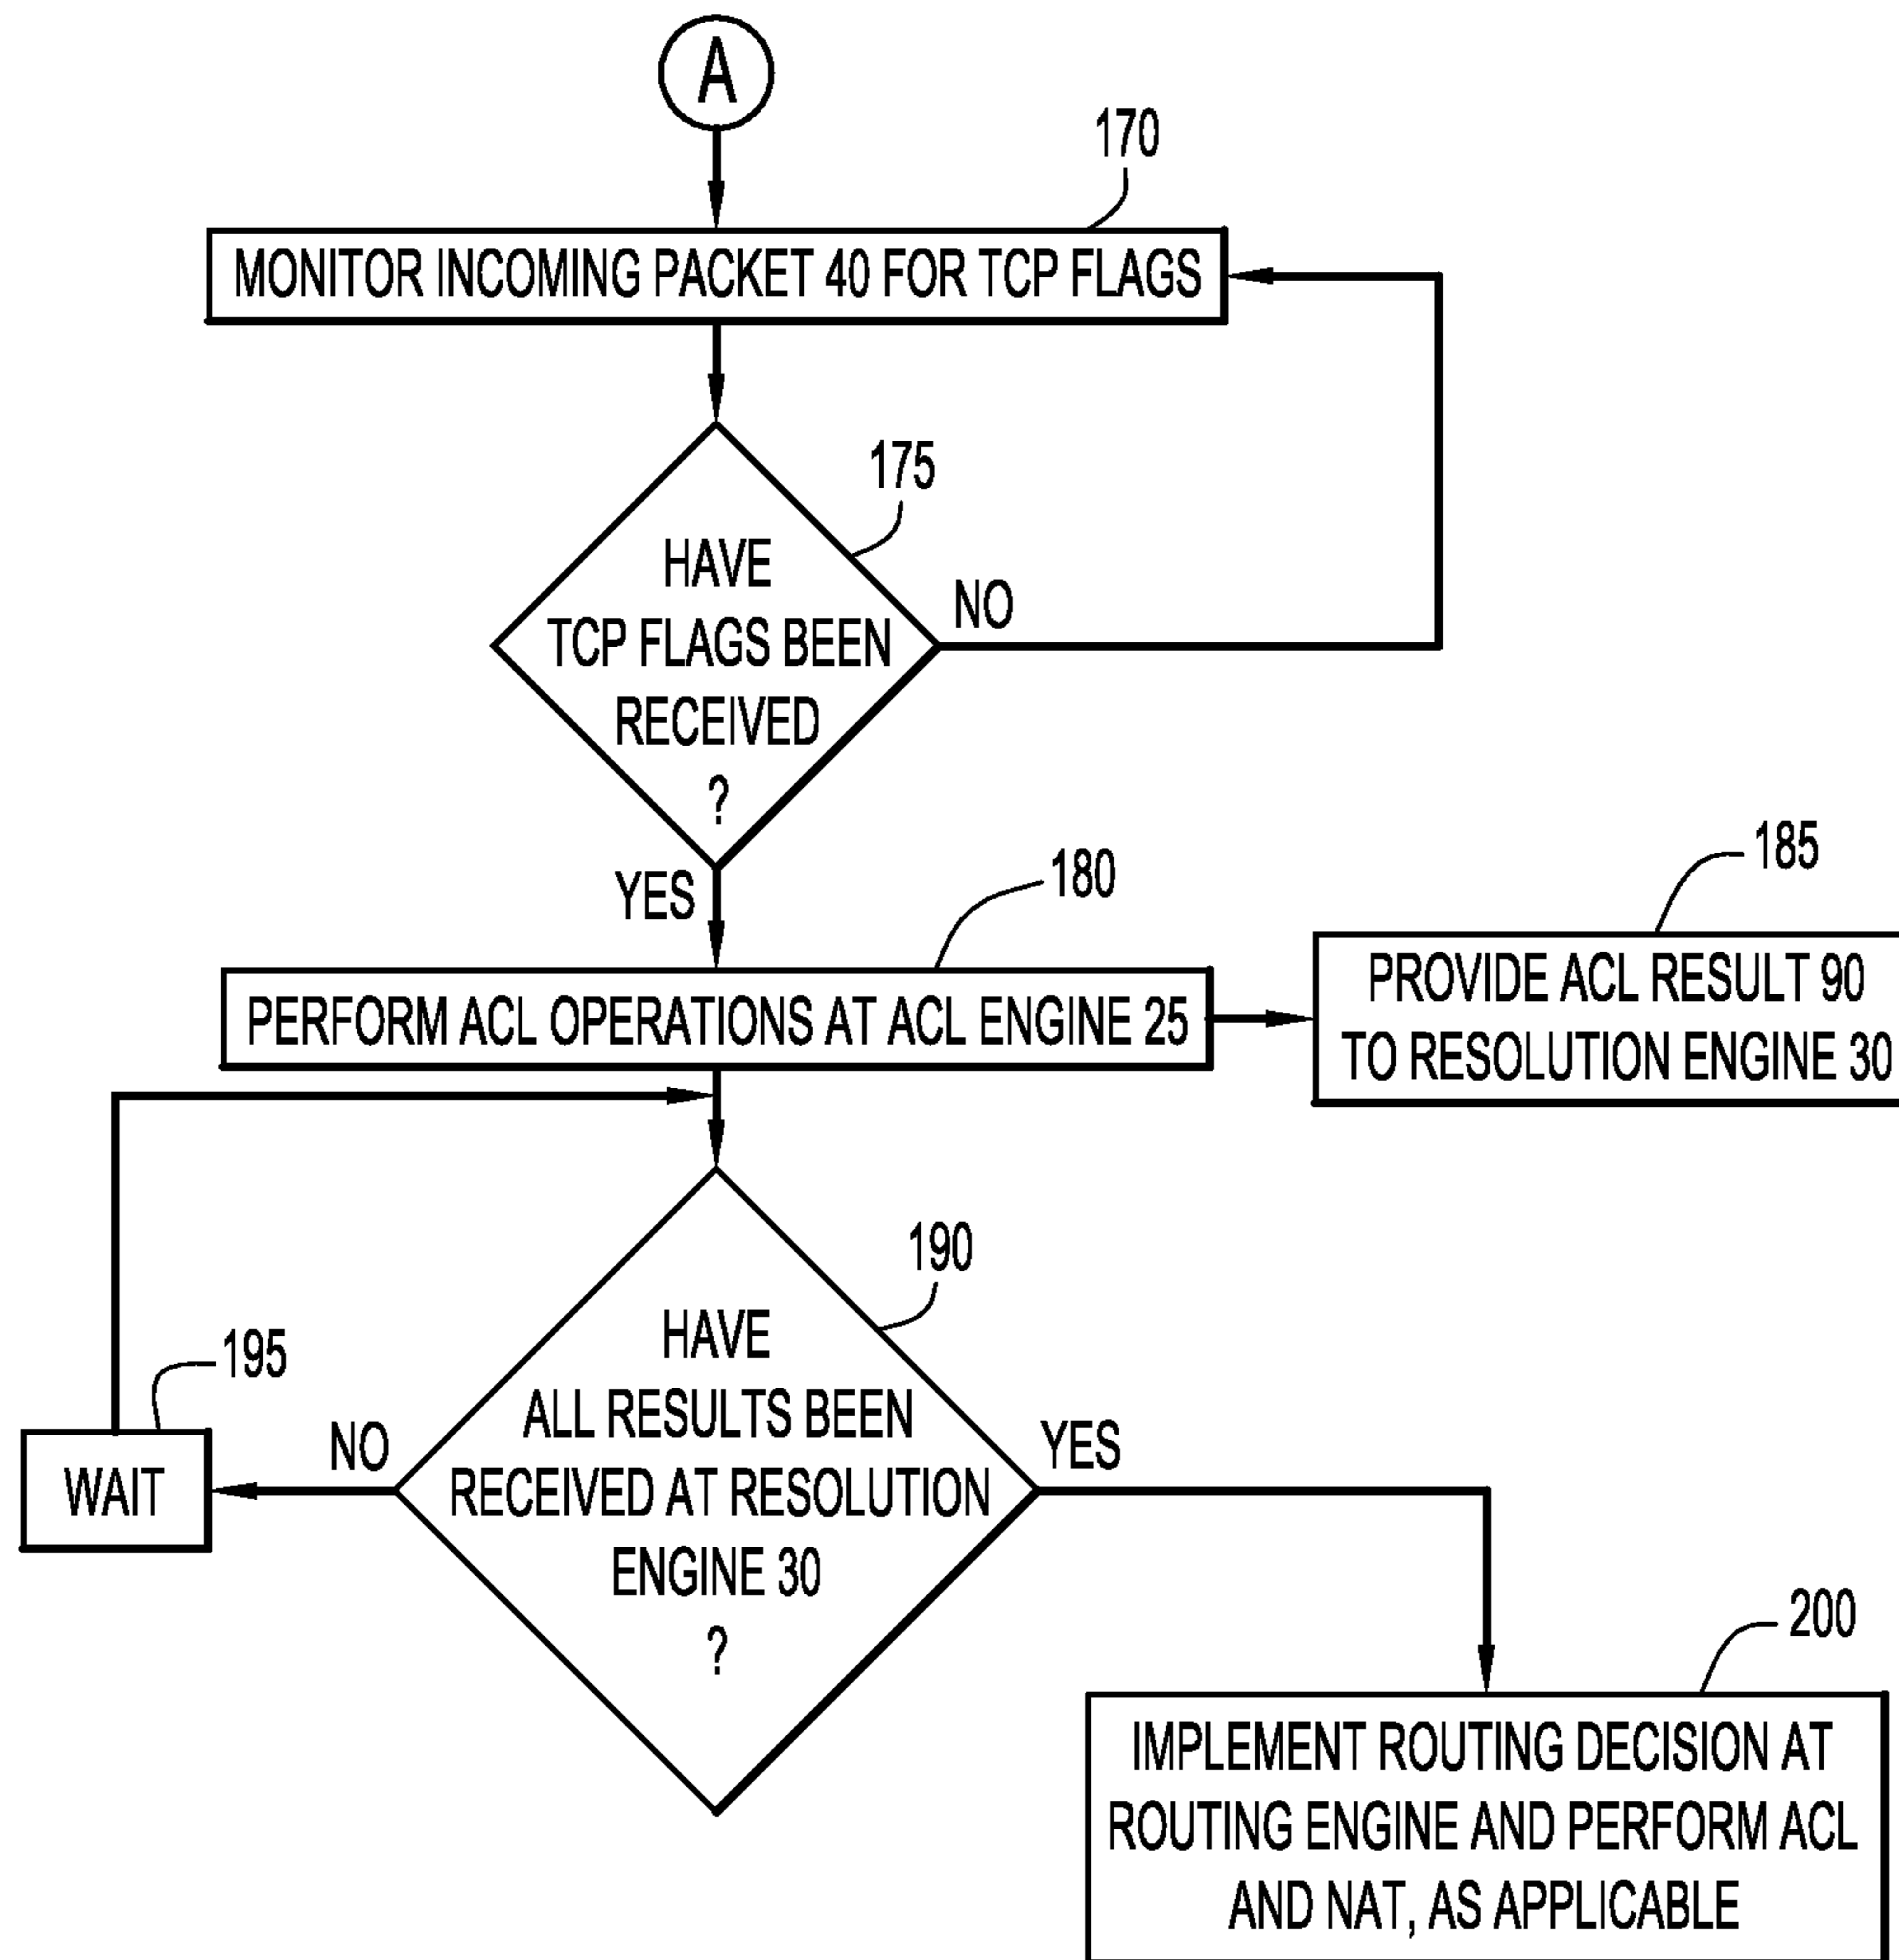 A
170
MONITOR INCOMING PACKET 40 FOR TCP FLAGS
175
HAVE
TCP FLAGS BEEN
RECEIVED
?
NO
YES
180
PERFORM ACL OPERATIONS AT ACL ENGINE 25
185
PROVIDE ACL RESULT 90
TO RESOLUTION ENGINE 30
190
HAVE
ALL RESULTS BEEN
RECEIVED AT RESOLUTION
ENGINE 30
?
NO
195
WAIT
YES
200
IMPLEMENT ROUTING DECISION AT
ROUTING ENGINE AND PERFORM ACL
AND NAT, AS APPLICABLE